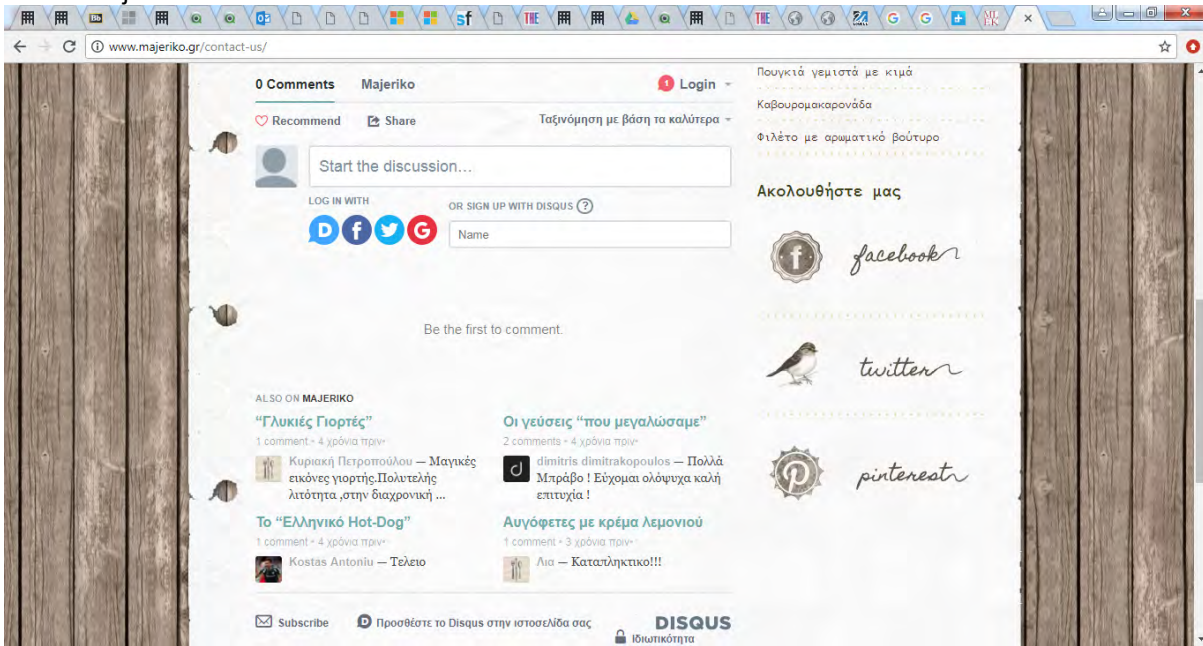 www.majeriko.gr/contact-us/
0 Comments Majeriko 1 Login
Recommend Share Ταξινόμηση με βάση τα καλύτερα
Start the discussion...
LOG IN WITH
OR SIGN UP WITH DISQUS ?
Name
Be the first to comment.
ALSO ON MAJERIKO
“Γλυκιές Γιορτές”
1 comment • 4 χρόνια πριν•
Κυριακή Πετροπούλου — Μαγικές
εικόνες γιορτής.Πολυτελής
λιτότητα ,στην διαχρονική ...
Οι γεύσεις “που μεγαλώσαμε”
2 comments • 4 χρόνια πριν•
dimitris dimitrakopoulos — Πολλά
Μπράβο ! Εύχομαι ολόψυχα καλή
επιτυχία !
Το “Ελληνικό Hot-Dog”
1 comment • 4 χρόνια πριν•
Kostas Antoniu — Τελειο
Αυγόφετες με κρέμα λεμονιού
1 comment • 3 χρόνια πριν•
Λια — Καταπληκτικο!!!
Subscribe Προσθέστε το Disqus στην ιστοσελίδα σας DISQUS
Ιδιωτικότητα
Πουγκιά γεμιστά με κιμά
Καβουρομακαρονάδα
Φιλέτο με αρωματικό βούτυρο
Ακολουθήστε μας
facebook
twitter
pinterest